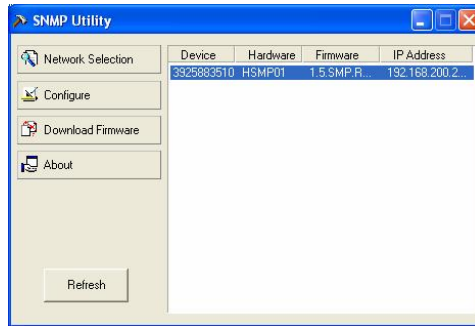 SNMP Utility
Network Selection
Configure
Download Firmware
About
Refresh
Device Hardware Firmware IP Address
3925883510 HSMP01 1.5.SMP.R... 192.168.200.2...